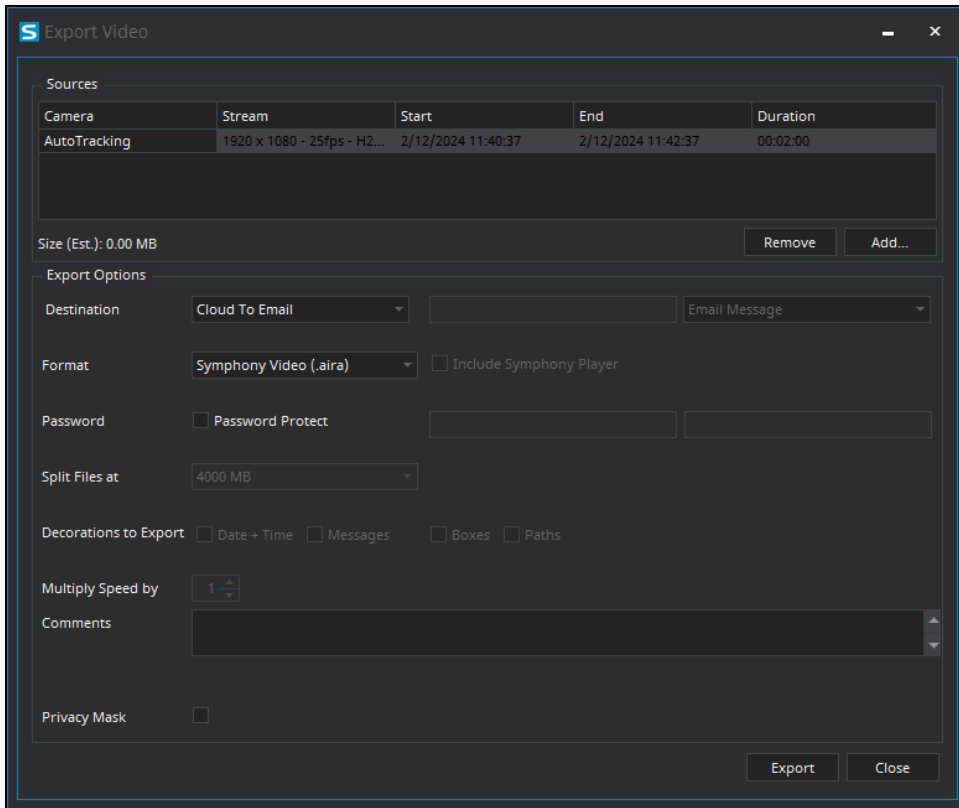 S Export Video
Sources
Camera Stream Start End Duration
AutoTracking 1920 x 1080 - 25fps - H2... 2/12/2024 11:40:37 2/12/2024 11:42:37 00:02:00
Size (Est.): 0.00 MB Remove Add...
Export Options
Destination Cloud To Email Email Message
Format Symphony Video (.aira) Include Symphony Player
Password Password Protect
Split Files at 4000 MB
Decorations to Export Date + Time Messages Boxes Paths
Multiply Speed by 1
Comments
Privacy Mask
Export Close